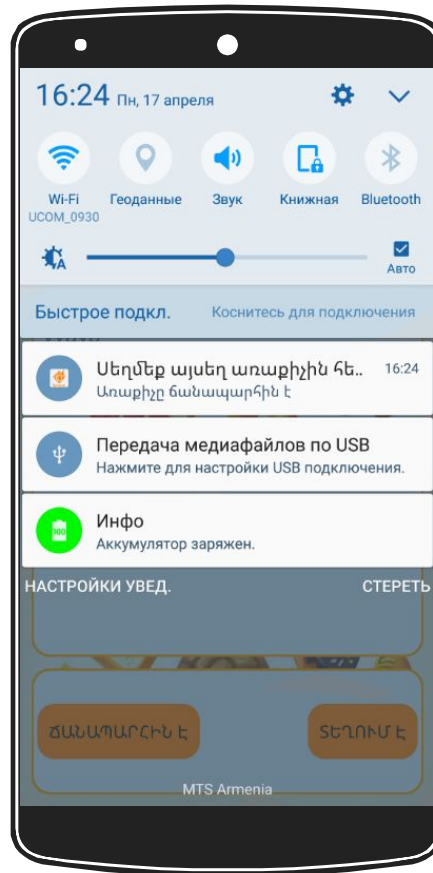 16:24 Пн, 17 апреля
Wi-Fi Геоданные Звук Книжная Bluetooth
UCOM_0930
A Авто
Быстрое подкл. Коснитесь для подключения
Սեղմեք այստեղ առաքիչին հե.. 16:24
Առաքիչը ճանապարհին է
Передача медиафайлов по USB
Нажмите для настройки USB подключения.
100 Инфо
Аккумулятор заряжен.
НАСТРОЙКИ УВЕД. СТЕРЕТЬ
ՃԱՆԱՊԱՐՀԻՆ Է ՏԵՂՈՒՄ Է
MTS Armenia